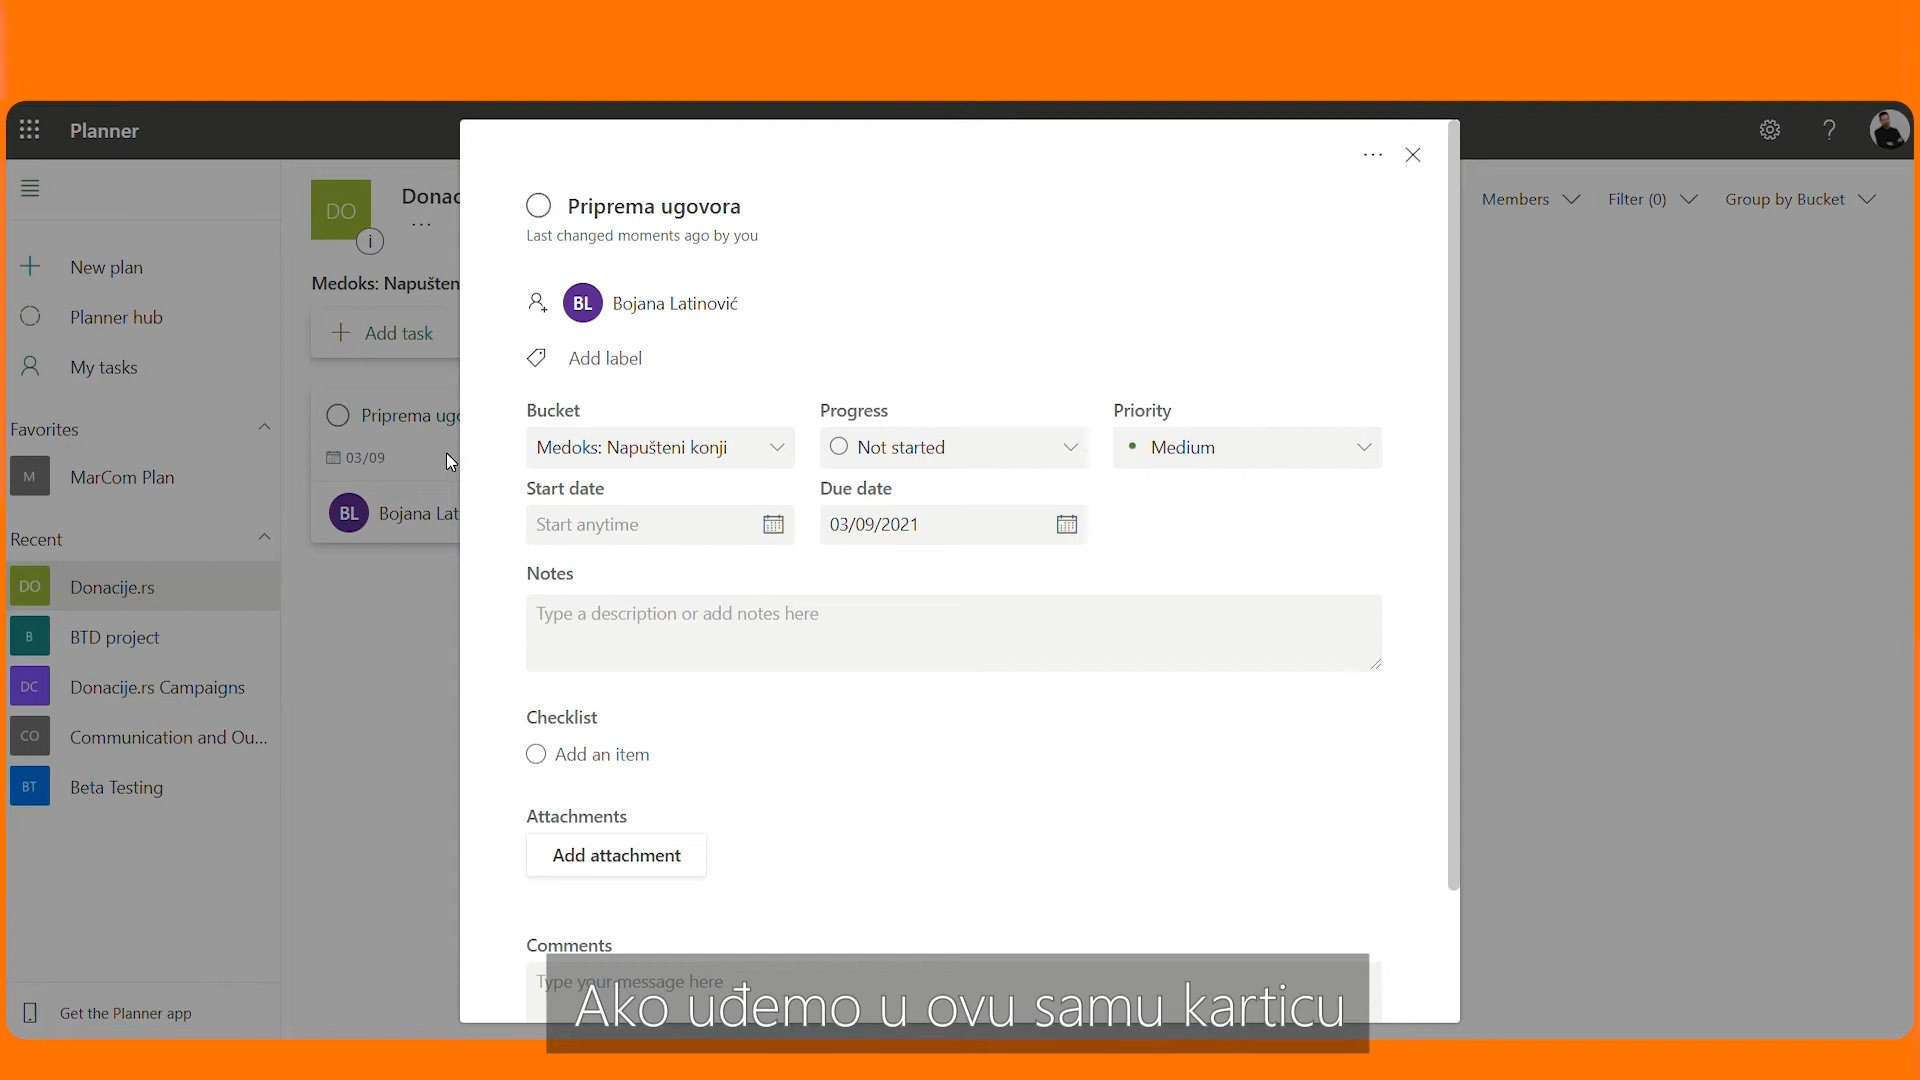 Planner
New plan
Planner hub
My tasks
Favorites
M
MarCom Plan
Recent
DO
Donacije.rs
B
BTD project
DC
Donacije.rs Campaigns
CO
Communication and Ou...
BT
Beta Testing
Get the Planner app
DO
i
Donac
...
Medoks: Napušten
Add task
Priprema ugo
03/09
BL
Bojana Lat
Members
Filter (0)
Group by Bucket
?
...
Priprema ugovora
Last changed moments ago by you
BL
Bojana Latinović
Add label
Bucket
Progress
Priority
Medoks: Napušteni konji
Not started
Medium
Start date
Due date
Start anytime
03/09/2021
Notes
Type a description or add notes here
Checklist
Add an item
Attachments
Add attachment
Comments
Type your message here
Ako uđemo u ovu samu karticu